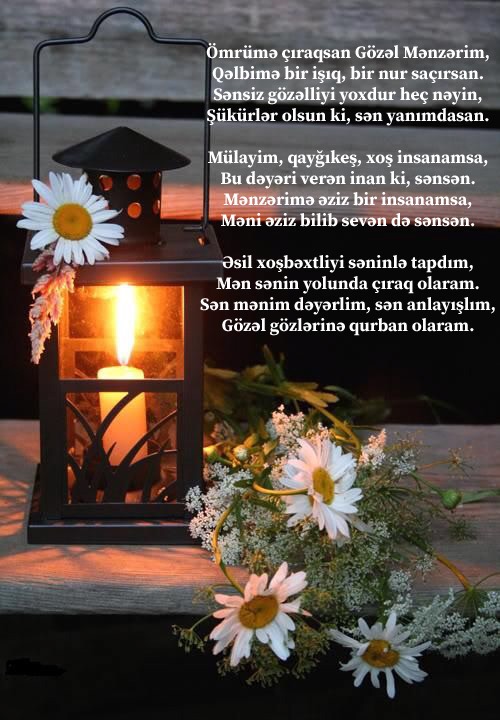 Ömrümə çıraqsan Gözəl Mənzərim,
Qəlbimə bir işıq, bir nur saçırsan.
Sənsiz gözəlliyi yoxdur heç nəyin,
Şükürlər olsun ki, sən yanımdasan.
Mülayim, qayğıkeş, xoş insanamsa,
Bu dəyəri verən inan ki, sənsən.
Mənzərimə əziz bir insanamsa,
Məni əziz bilib sevən də sənsən.
Əsil xoşbəxtliyi səninlə tapdım,
Mən sənin yolunda çıraq olaram.
Sən mənim dəyərlim, sən anlayışlım,
Gözəl gözlərinə qurban olaram.